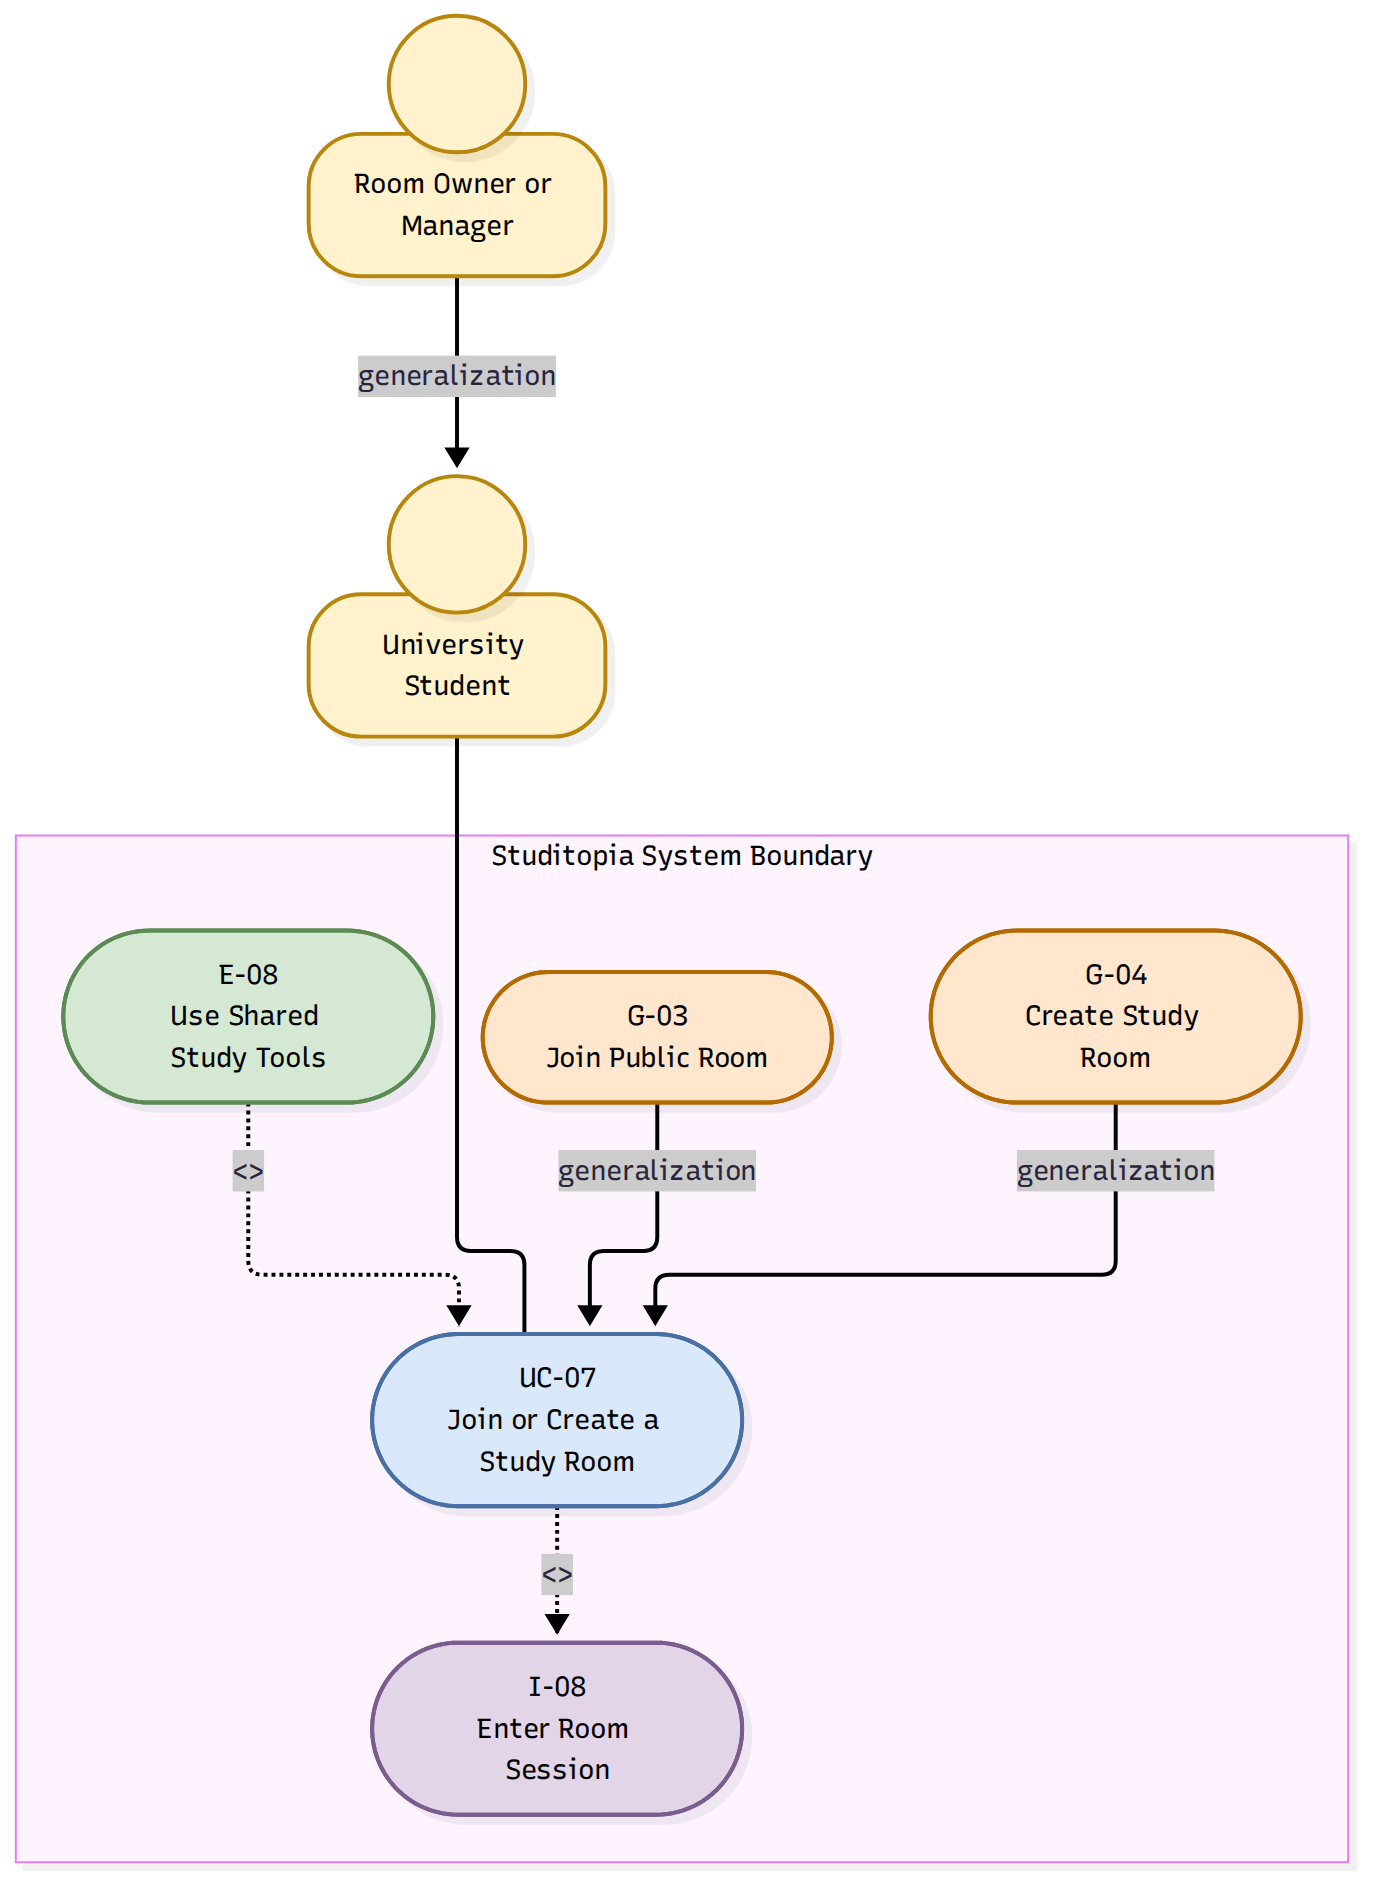 Room Owner or
Manager
generalization
University
Student
Studitopia System Boundary
E-08
Use Shared
Study Tools
G-03
Join Public Room
G-04
Create Study
Room
<>
generalization
generalization
UC-07
Join or Create a
Study Room
<>
I-08
Enter Room
Session